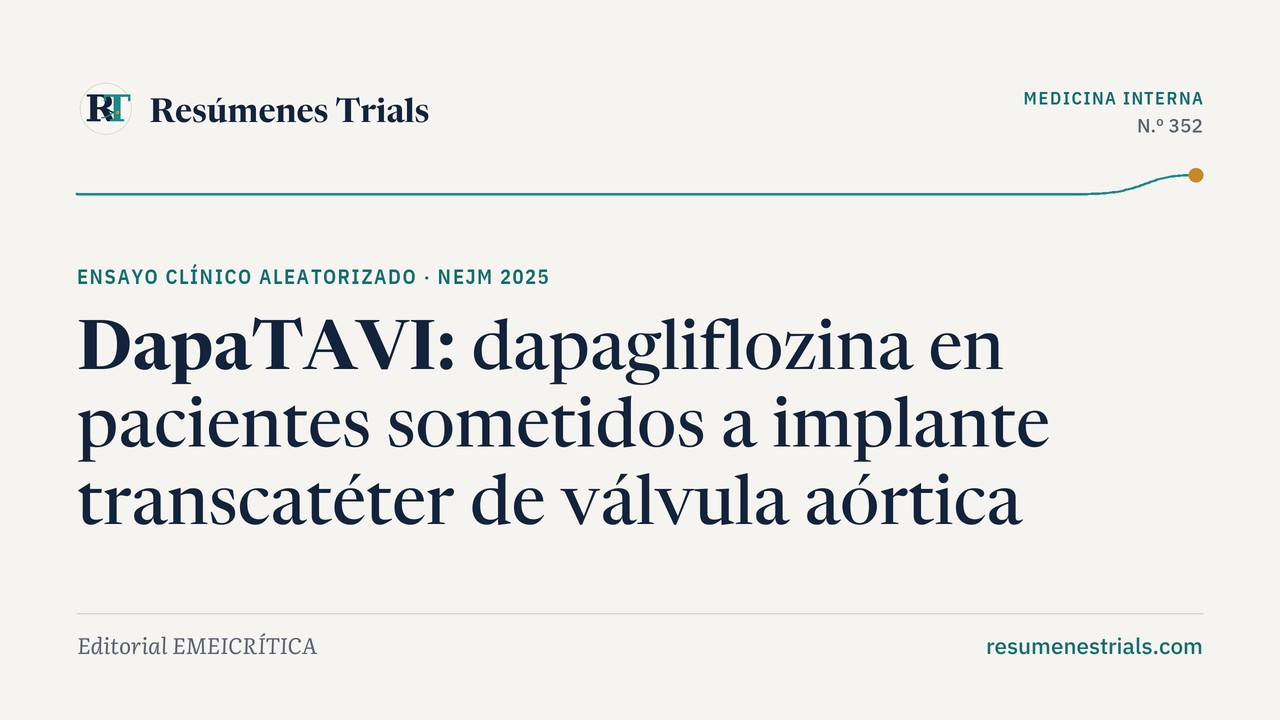 RT Resúmenes Trials
MEDICINA INTERNA
N.º 352
ENSAYO CLÍNICO ALEATORIZADO · NEJM 2025
DapaTAVI: dapagliflozina en
pacientes sometidos a implante
transcatéter de válvula aórtica
Editorial EMEICRÍTICA
resumenestrials.com